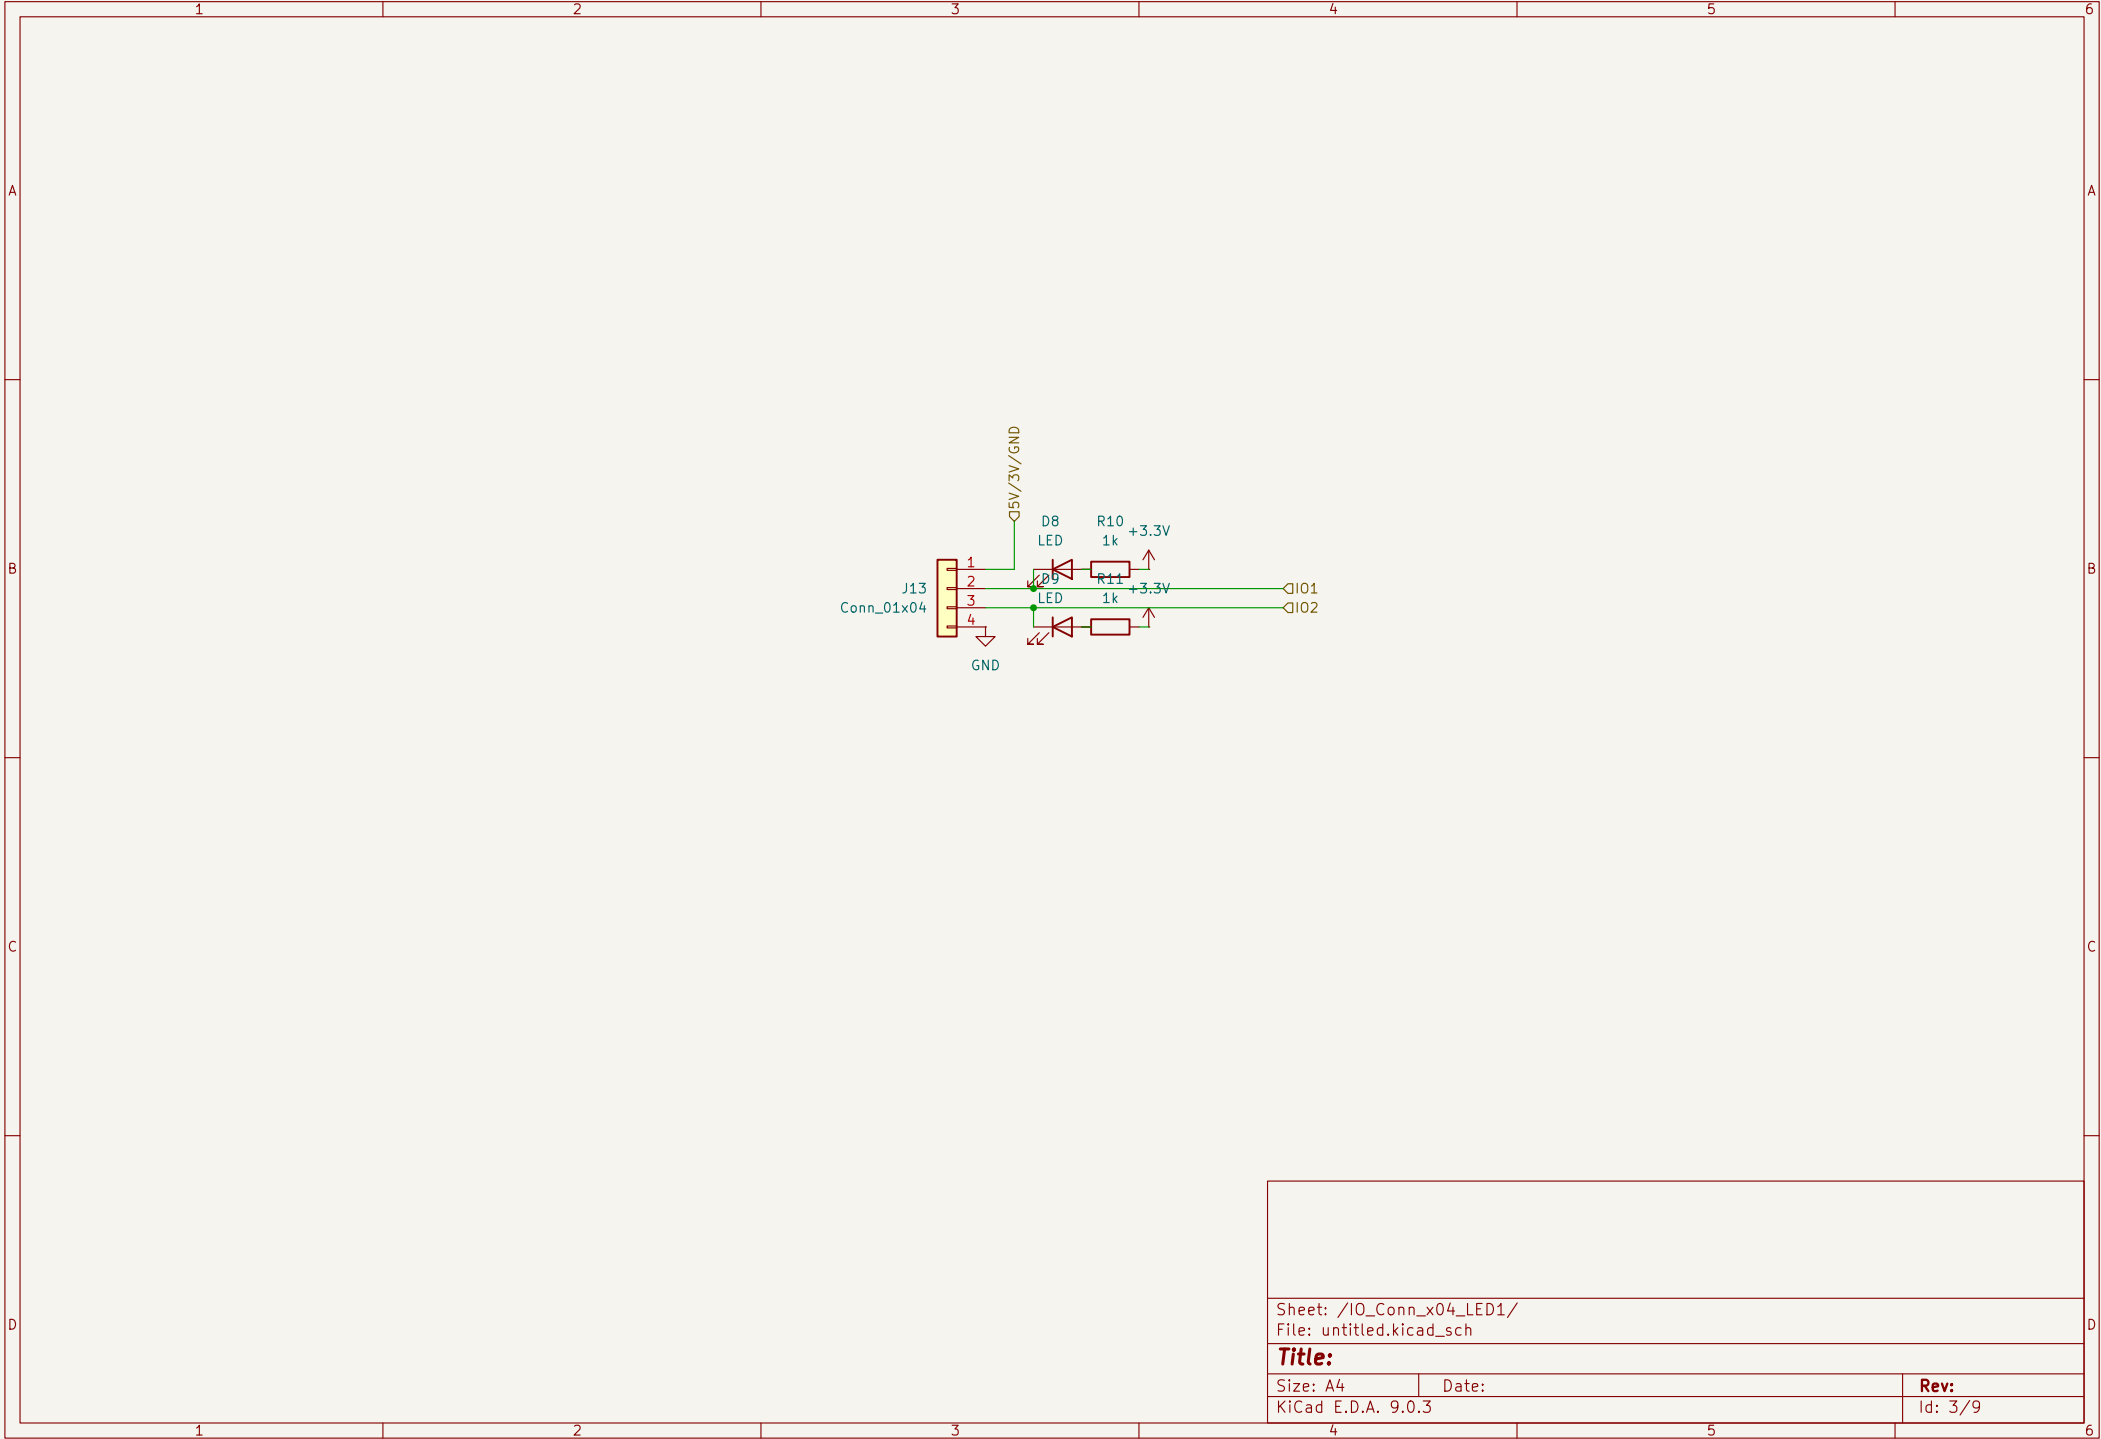 1 2 3 4 5 6
A A
5V/3V/GND
D8 R10
+3.3V
LED 1k
B 1 B
D9 R11
J13 2 +3.3V IO1
LED 1k
Conn_01x04 3 IO2
4
GND
C C
Sheet: /IO_Conn_x04_LED1/
D D
File: untitled.kicad_sch
Title:
Size: A4 Date: Rev:
KiCad E.D.A. 9.0.3 Id: 3/9
1 2 3 4 5 6